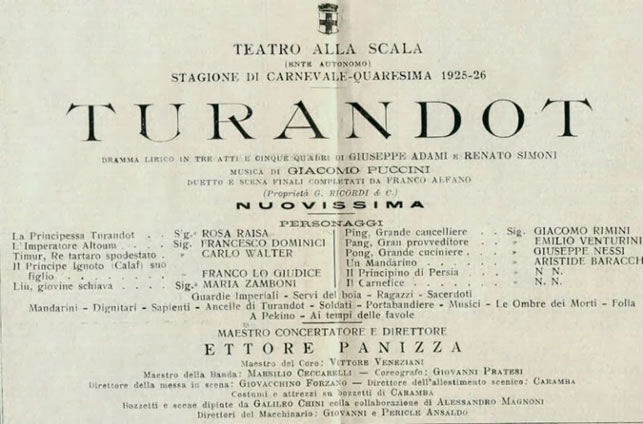 TEATRO ALLA SCALA
(ENTE AUTONOMO)
STAGIONE DI CARNEVALE-QUARESIMA 1925-26
TURANDOT
DRAMMA LIRICO IN TRE ATTI E CINQUE QUADRI DI GIUSEPPE ADAMI E RENATO SIMONI
MUSICA DI GIACOMO PUCCINI
DUETTO E SCENA FINALI COMPLETATI DA FRANCO ALFANO
(Proprietà G. RICORDI & C.)
NUOVISSIMA
PERSONAGGI
La Principessa Turandot . . Sig.a ROSA RAISA
L'Imperatore Altoum . . . Sig. FRANCESCO DOMINICI
Timur, Re tartaro spodestato . „ CARLO WALTER
Il Principe Ignoto (Calaf) suo
figlio . . . . . „ FRANCO LO GIUDICE
Liu, giovine schiava . . . Sig.a MARIA ZAMBONI
Ping, Grande cancelliere . . Sig. GIACOMO RIMINI
Pang, Gran provveditore . . „ EMILIO VENTURINI
Pong, Grande cuciniere . . . „ GIUSEPPE NESSI
Un Mandarino . . . . „ ARISTIDE BARACCHI
Il Principino di Persia . . . „ N. N.
Il Carnefice . . . . . „ N. N.
Guardie Imperiali - Servi del boia - Ragazzi - Sacerdoti
Mandarini - Dignitari - Sapienti - Ancelle di Turandot - Soldati - Portabandiere - Musici - Le Ombre dei Morti - Folla
A Pekino - Ai tempi delle favole
MAESTRO CONCERTATORE E DIRETTORE
ETTORE PANIZZA
Maestro del Coro: VITTORE VENEZIANI
Maestro della Banda: MARSILIO CECCARELLI - Coreografo: GIOVANNI PRATESI
Direttore della messa in scena: GIOVACCHINO FORZANO - Direttore dell'allestimento scenico: CARAMBA
Costumi e attrezzi su bozzetti di CARAMBA
Bozzetti e scene dipinte da GALILEO CHINI colla collaborazione di ALESSANDRO MAGNONI
Direttori del Macchinario: GIOVANNI e PERICLE ANSALDO